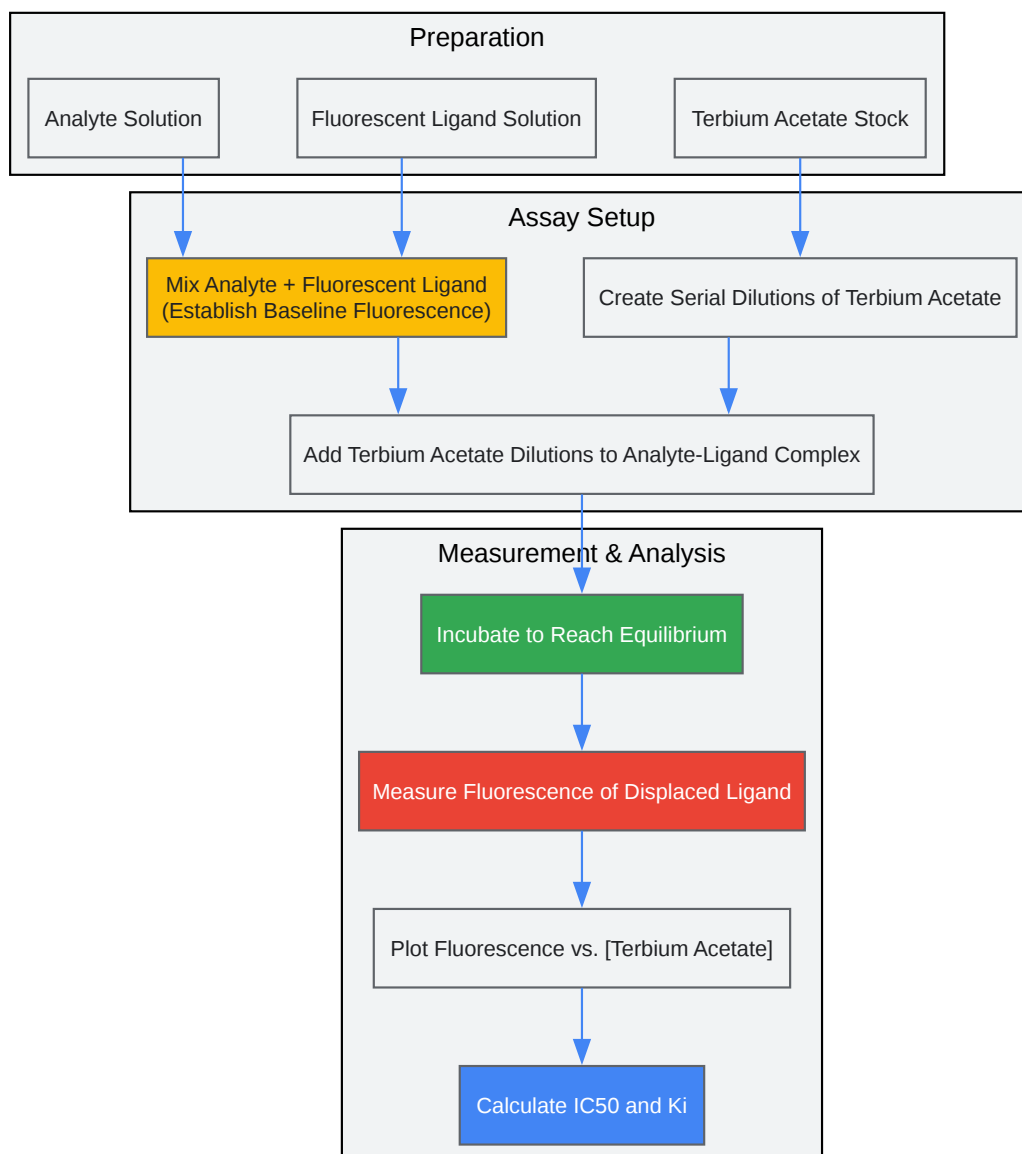 Preparation
Analyte Solution
Fluorescent Ligand Solution
Terbium Acetate Stock
Assay Setup
Mix Analyte + Fluorescent Ligand
(Establish Baseline Fluorescence)
Create Serial Dilutions of Terbium Acetate
Add Terbium Acetate Dilutions to Analyte-Ligand Complex
Measurement & Analysis
Incubate to Reach Equilibrium
Measure Fluorescence of Displaced Ligand
Plot Fluorescence vs. [Terbium Acetate]
Calculate IC50 and Ki